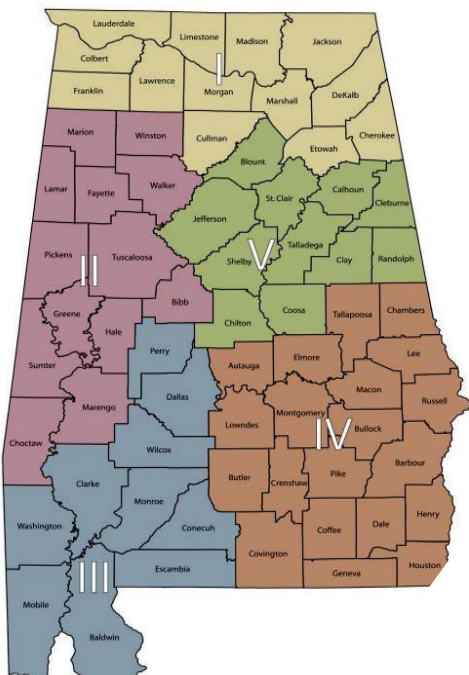 Lauderdale
Limestone
Madison
Jackson
Colbert
Lawrence
Franklin
I
Morgan
Marshall
DeKalb
Cullman
Cherokee
Etowah
Marion
Winston
Blount
Lamar
Fayette
Walker
St. Clair
Calhoun
Cleburne
Jefferson
Pickens
Tuscaloosa
II
Shelby
V
Talladega
Clay
Randolph
Bibb
Greene
Hale
Chilton
Coosa
Tallapoosa
Chambers
Perry
Sumter
Autauga
Elmore
Lee
Dallas
Macon
Marengo
Russell
Choctaw
Lowndes
Montgomery
IV
Bullock
Wilcox
Barbour
Clarke
Butler
Crenshaw
Pike
Monroe
Washington
Conecuh
Henry
Coffee
Dale
Covington
Escambia
Geneva
Houston
III
Mobile
Baldwin